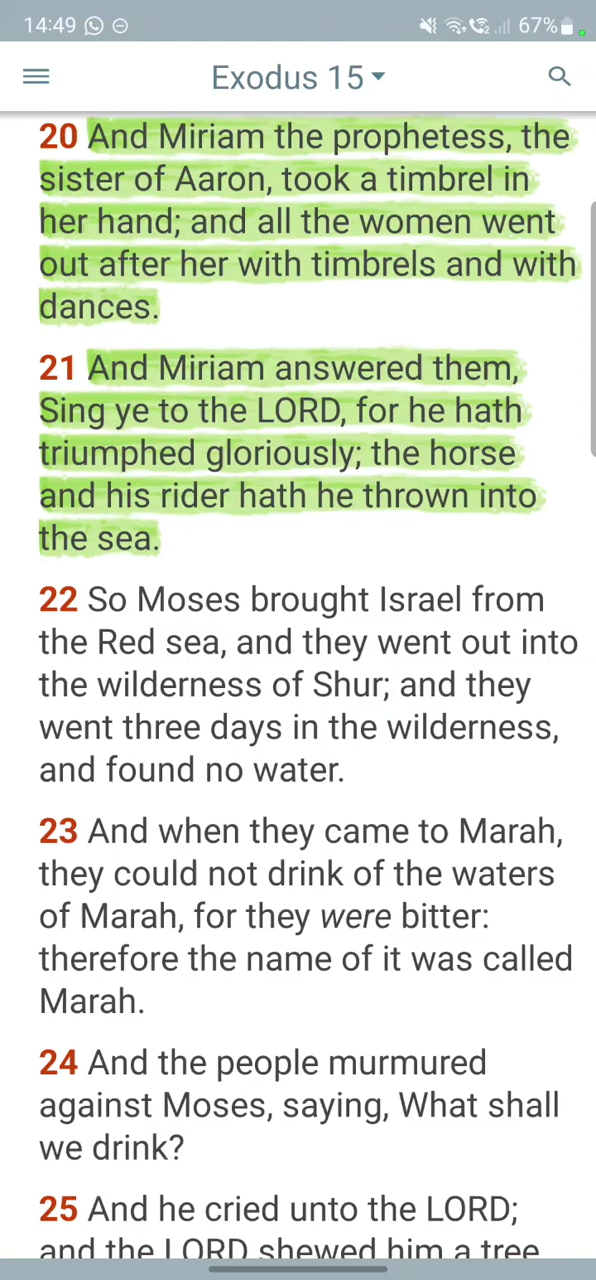 14:49 67%
Exodus 15
20 And Miriam the prophetess, the
sister of Aaron, took a timbrel in
her hand; and all the women went
out after her with timbrels and with
dances.
21 And Miriam answered them,
Sing ye to the LORD, for he hath
triumphed gloriously; the horse
and his rider hath he thrown into
the sea.
22 So Moses brought Israel from
the Red sea, and they went out into
the wilderness of Shur; and they
went three days in the wilderness,
and found no water.
23 And when they came to Marah,
they could not drink of the waters
of Marah, for they were bitter:
therefore the name of it was called
Marah.
24 And the people murmured
against Moses, saying, What shall
we drink?
25 And he cried unto the LORD;
and the LORD shewed him a tree